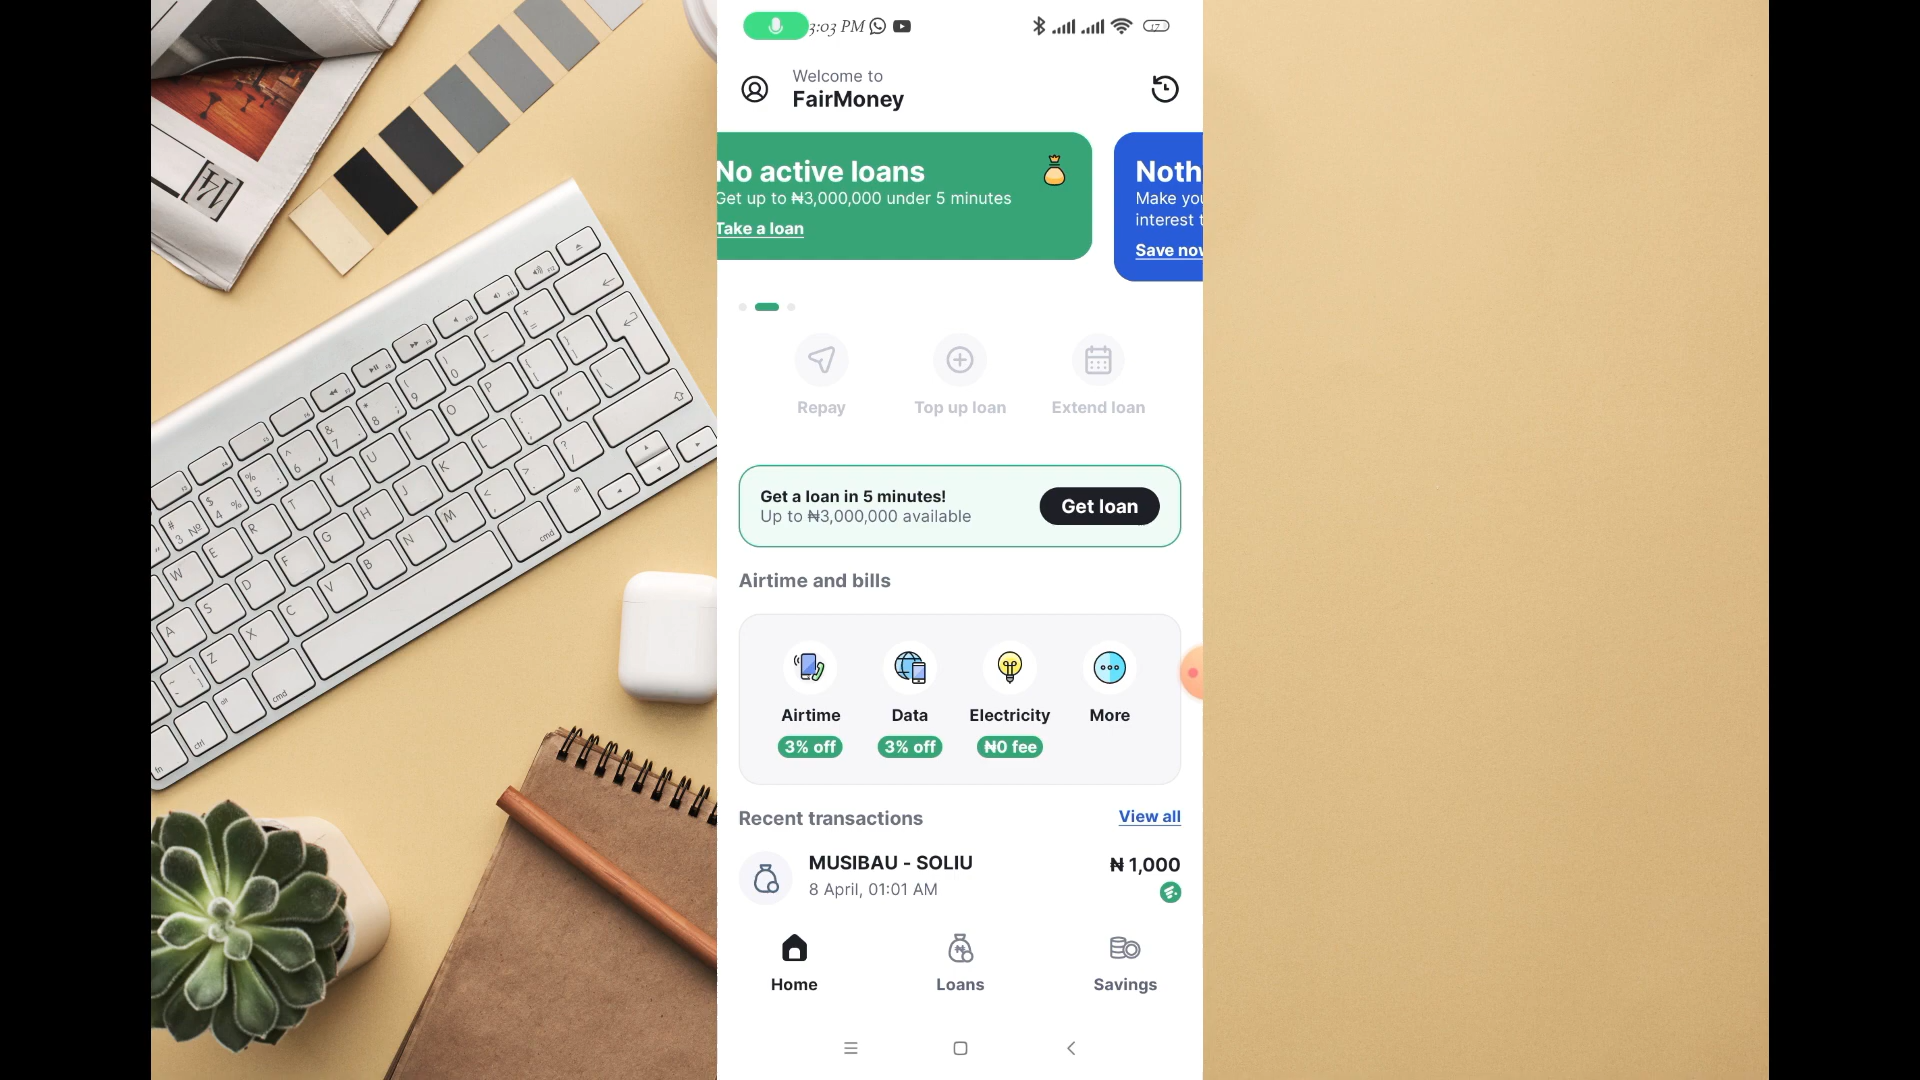 3:03 PM
17
Welcome to
FairMoney
No active loans
Get up to ₦3,000,000 under 5 minutes
Take a loan
Noth
Make you
interest t
Save now
Repay
Top up loan
Extend loan
Get a loan in 5 minutes!
Up to ₦3,000,000 available
Get loan
Airtime and bills
Airtime
Data
Electricity
More
3% off
3% off
₦0 fee
Recent transactions
View all
MUSIBAU - SOLIU
₦ 1,000
8 April, 01:01 AM
Home
Loans
Savings